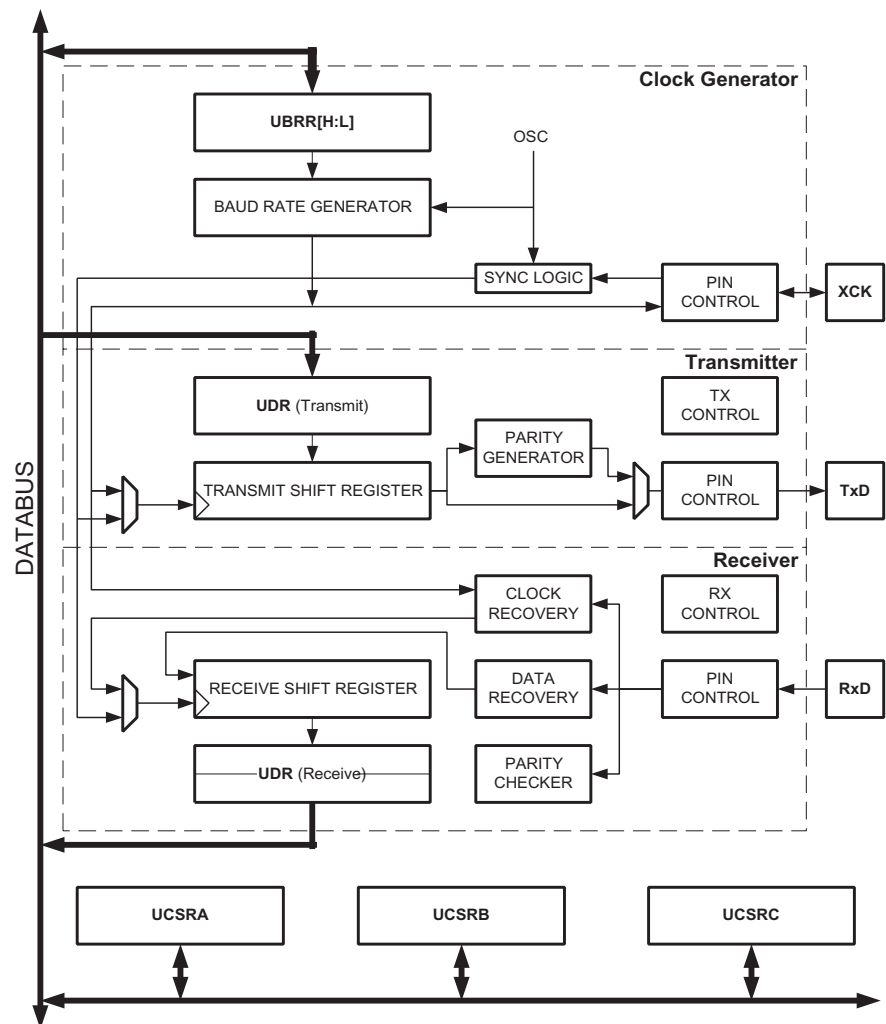 Clock Generator
UBRR[H:L]
OSC
BAUD RATE GENERATOR
SYNC LOGIC
PIN
CONTROL
XCK
Transmitter
UDR (Transmit)
TX
CONTROL
PARITY
GENERATOR
TRANSMIT SHIFT REGISTER
PIN
CONTROL
TxD
DATABUS
Receiver
CLOCK
RECOVERY
RX
CONTROL
RECEIVE SHIFT REGISTER
DATA
RECOVERY
PIN
CONTROL
RxD
UDR (Receive)
PARITY
CHECKER
UCSRA
UCSRB
UCSRC